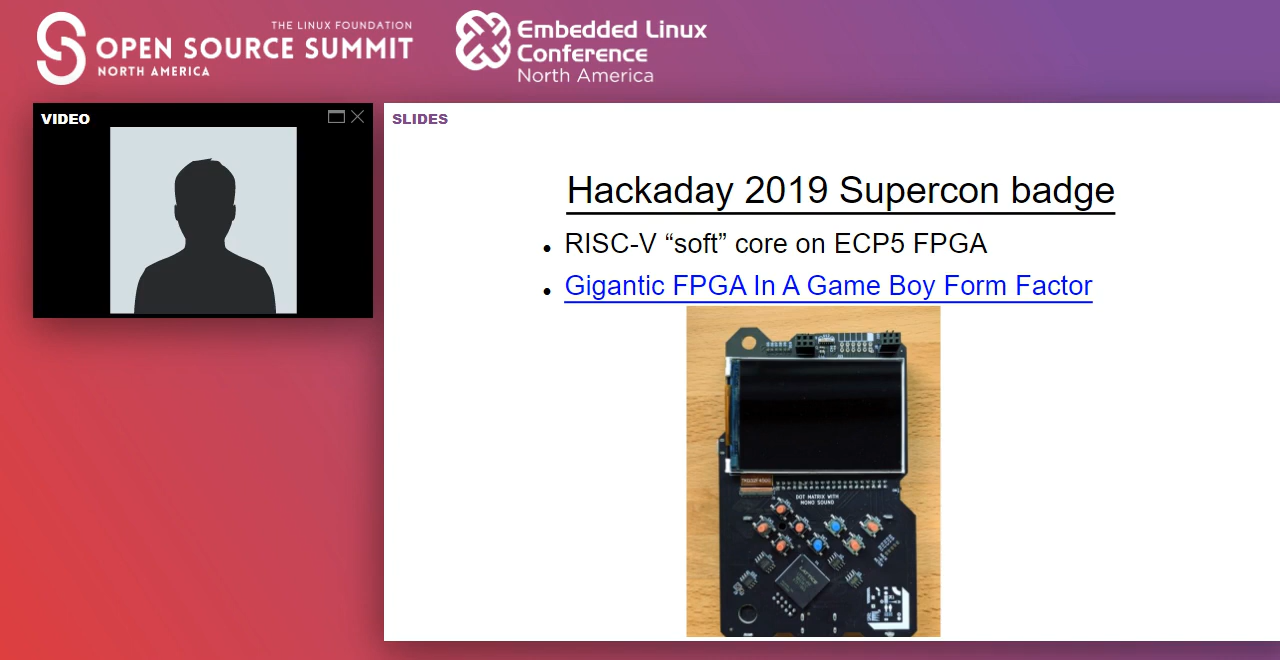 THE LINUX FOUNDATION
OPEN SOURCE SUMMIT
NORTH AMERICA
Embedded Linux
Conference
North America
VIDEO
SLIDES
Hackaday 2019 Supercon badge
• RISC-V “soft” core on ECP5 FPGA
• Gigantic FPGA In A Game Boy Form Factor
DOT MATRIX WITH
MONO SOUND
LATTICE